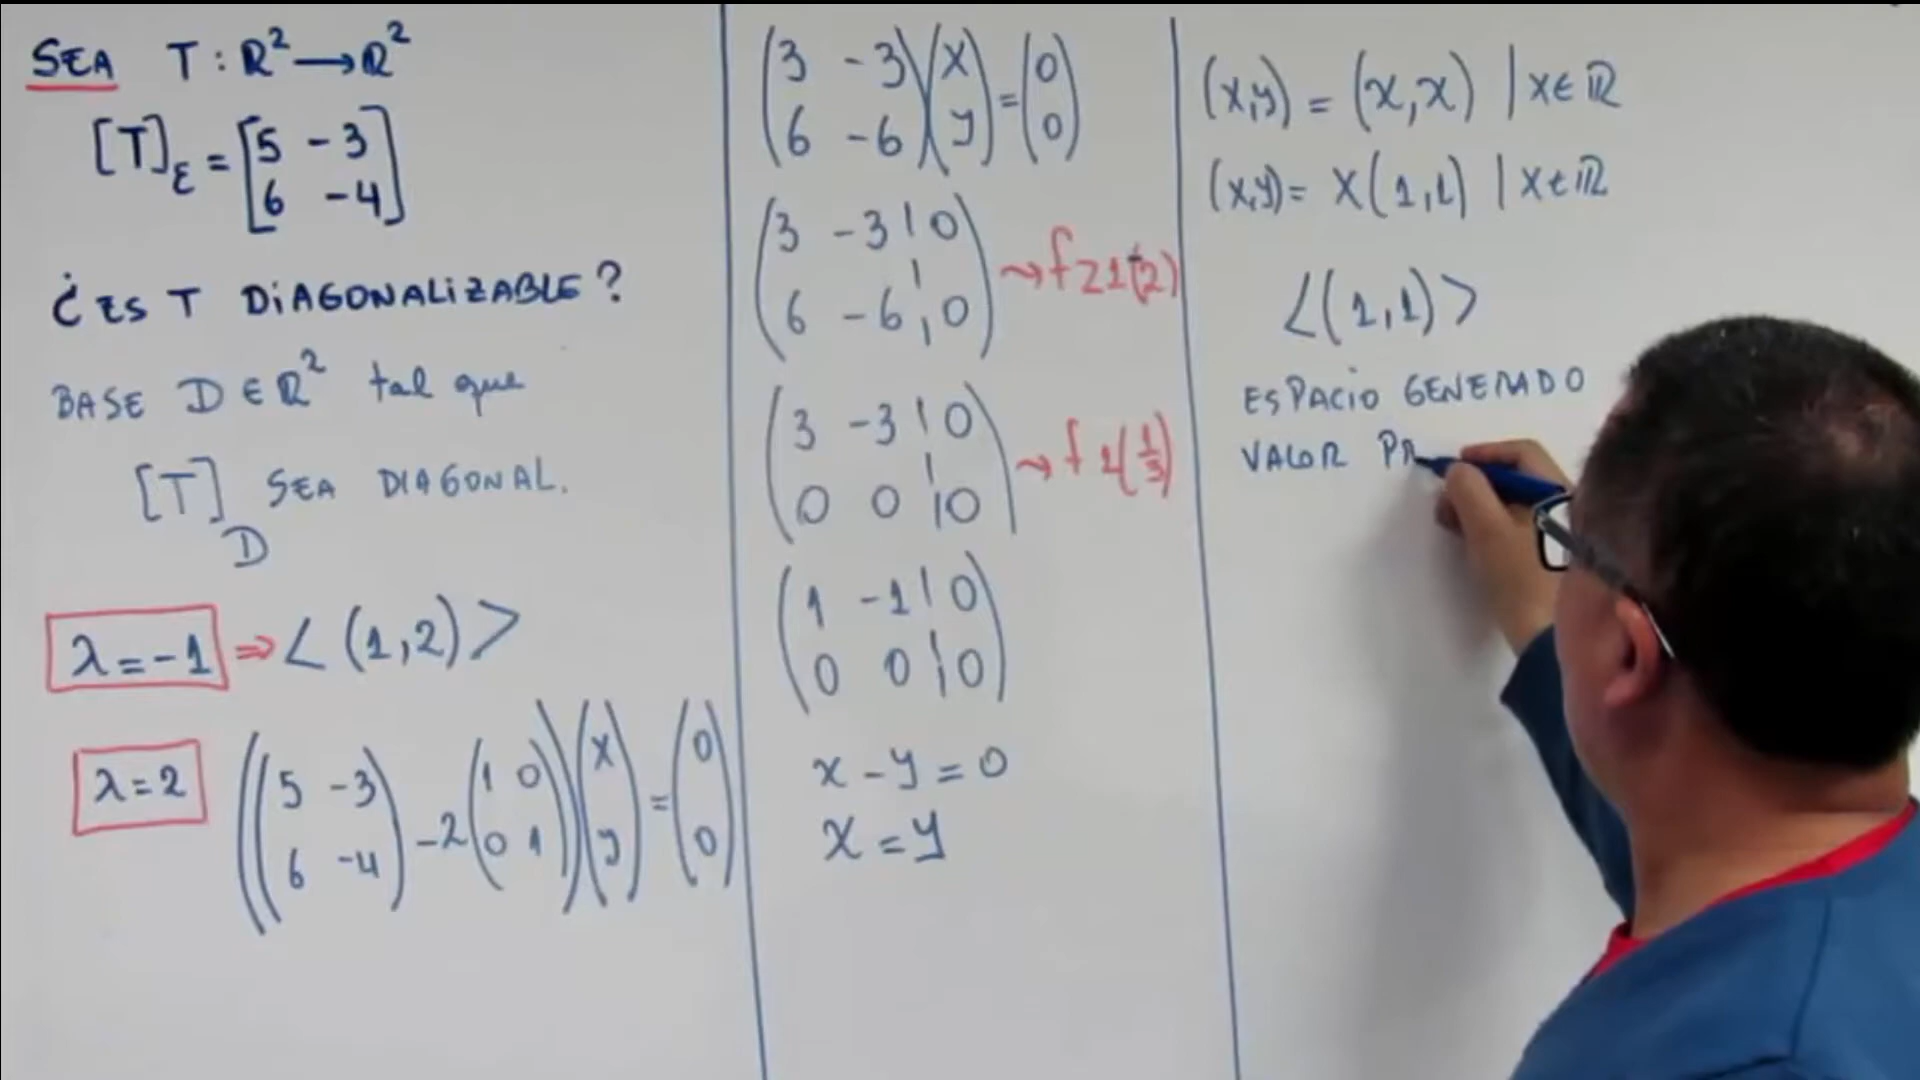 SEA T : ℝ² → ℝ²
[T]ε = [5 -3
6 -4]
¿ES T DIAGONALIZABLE?
BASE D ∈ ℝ² tal que
[T]D SEA DIAGONAL.
λ = -1 ⇒ <(1,2)>
λ = 2 ((5 -3
6 -4) -2 (1 0
0 1)) (x
y) = (0
0)
(3 -3
6 -6) (x
y) = (0
0)
(3 -3 | 0
6 -6 | 0) ⇝ f21(-2)
(3 -3 | 0
0 0 | 0) ⇝ f1(1/3)
(1 -1 | 0
0 0 | 0)
x - y = 0
x = y
(x,y) = (x,x) | x ∈ ℝ
(x,y) = x(1,1) | x ∈ ℝ
<(1,1)>
ESPACIO GENERADO
VALOR PR